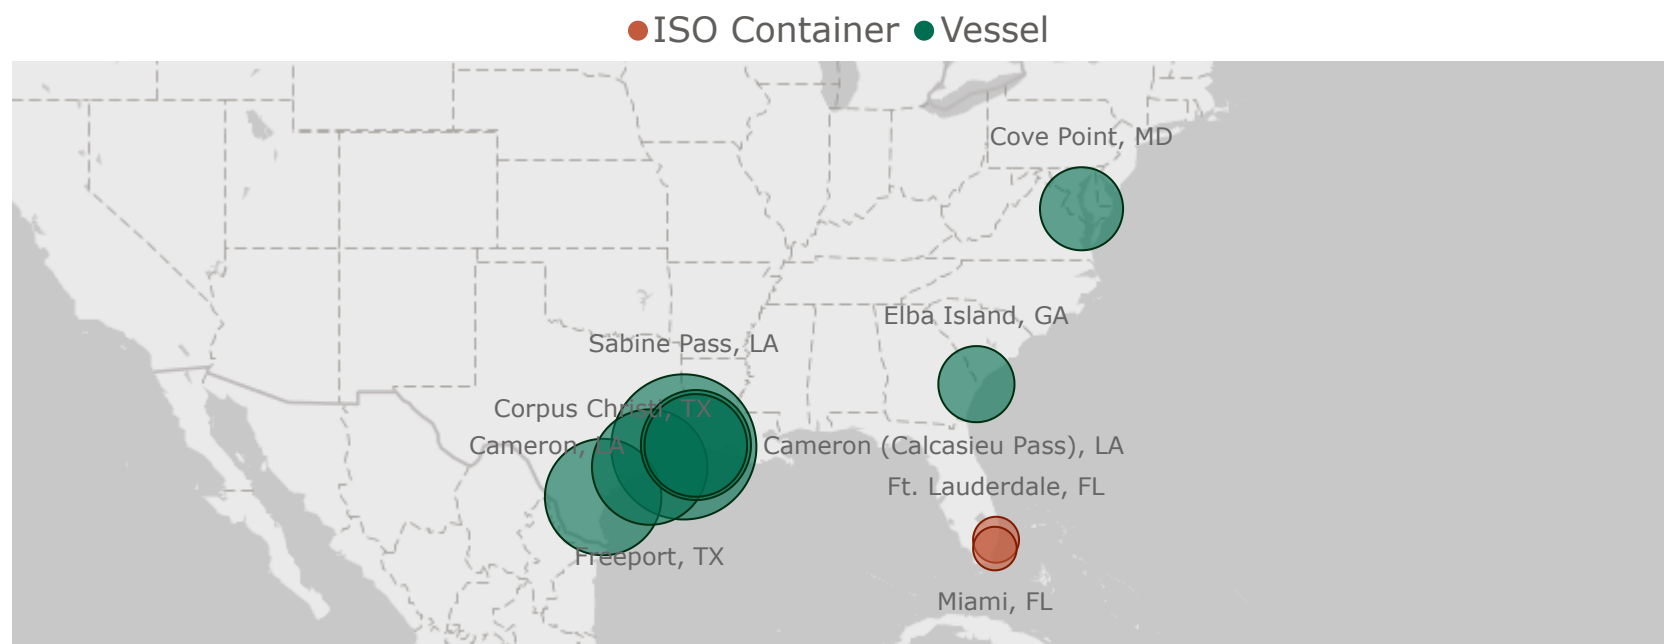 ISO Container Vessel
Cove Point, MD
Elba Island, GA
Sabine Pass, LA
Corpus Christi, TX
Cameron, LA
Cameron (Calcasieu Pass), LA
Ft. Lauderdale, FL
Freeport, TX
Miami, FL